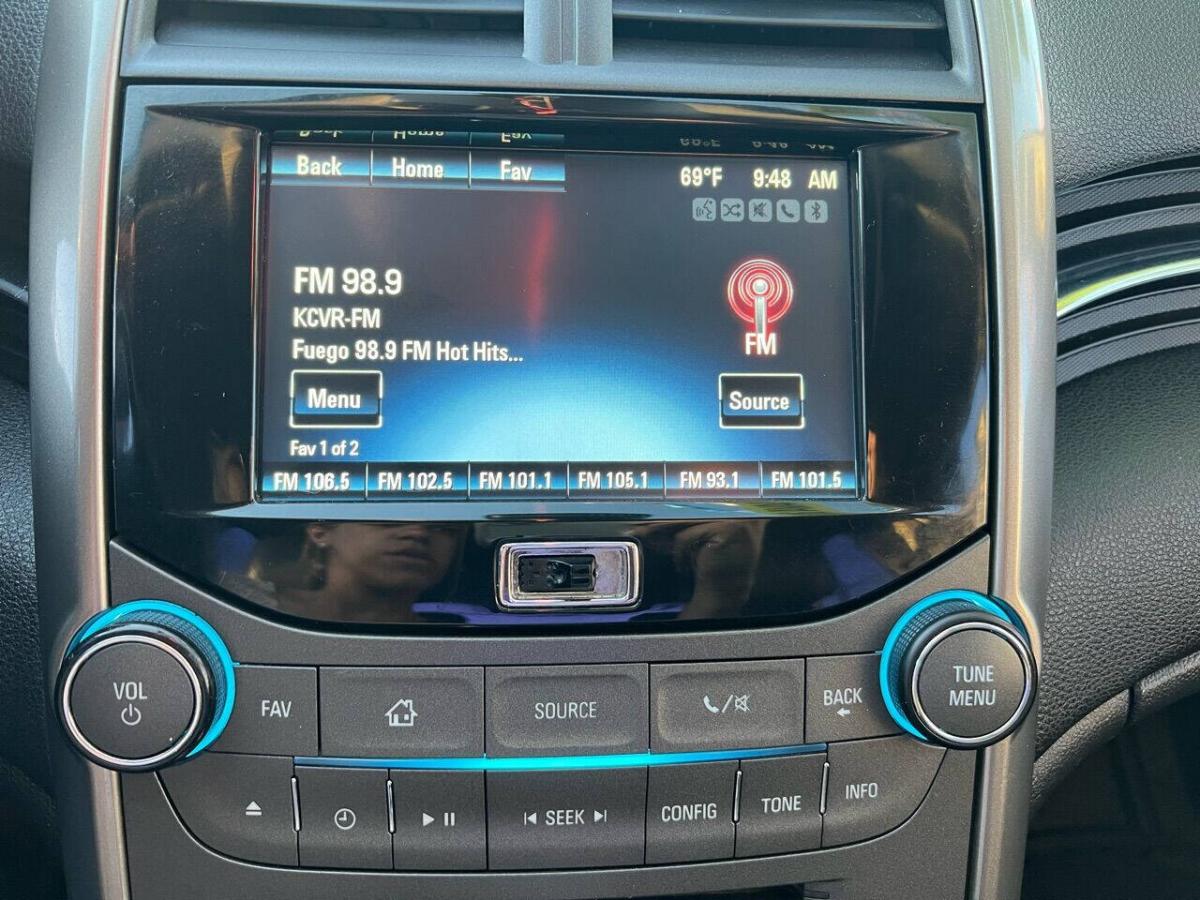 Back Home Fav
69°F 9:48 AM
FM 98.9
KCVR-FM
Fuego 98.9 FM Hot Hits...
FM
Menu
Source
Fav 1 of 2
FM 106.5 FM 102.5 FM 101.1 FM 105.1 FM 93.1 FM 101.5
VOL
FAV
SOURCE
BACK
TUNE
MENU
SEEK
CONFIG
TONE
INFO